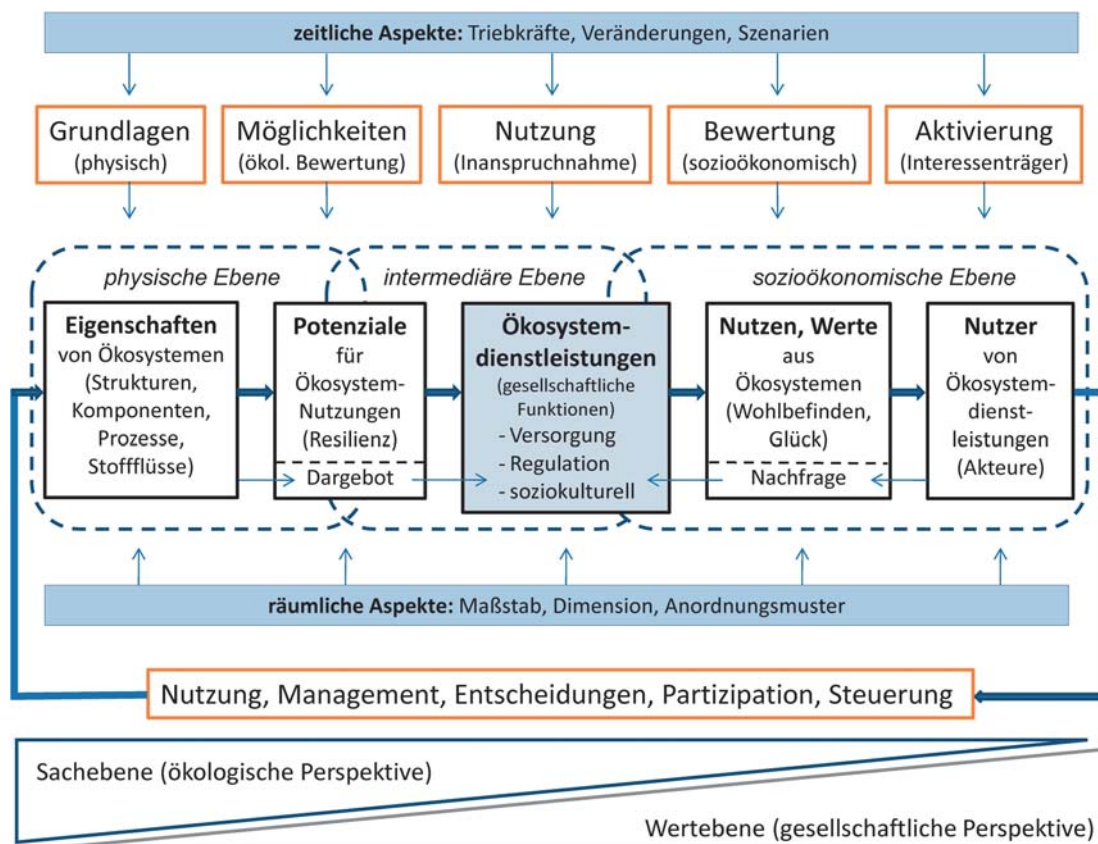 zeitliche Aspekte: Triebkräfte, Veränderungen, Szenarien
Grundlagen
(physisch)
Möglichkeiten
(ökol. Bewertung)
Nutzung
(Inanspruchnahme)
Bewertung
(sozioökonomisch)
Aktivierung
(Interessenträger)
physische Ebene
intermediäre Ebene
sozioökonomische Ebene
Eigenschaften
von Ökosystemen
(Strukturen,
Komponenten,
Prozesse,
Stoffflüsse)
Potenziale
für
Ökosystem-
Nutzungen
(Resilienz)
Dargebot
Ökosystem-
dienstleistungen
(gesellschaftliche
Funktionen)
- Versorgung
- Regulation
- soziokulturell
Nutzen, Werte
aus
Ökosystemen
(Wohlbefinden,
Glück)
Nachfrage
Nutzer
von
Ökosystem-
dienst-
leistungen
(Akteure)
räumliche Aspekte: Maßstab, Dimension, Anordnungsmuster
Nutzung, Management, Entscheidungen, Partizipation, Steuerung
Sachebene (ökologische Perspektive)
Wertebene (gesellschaftliche Perspektive)